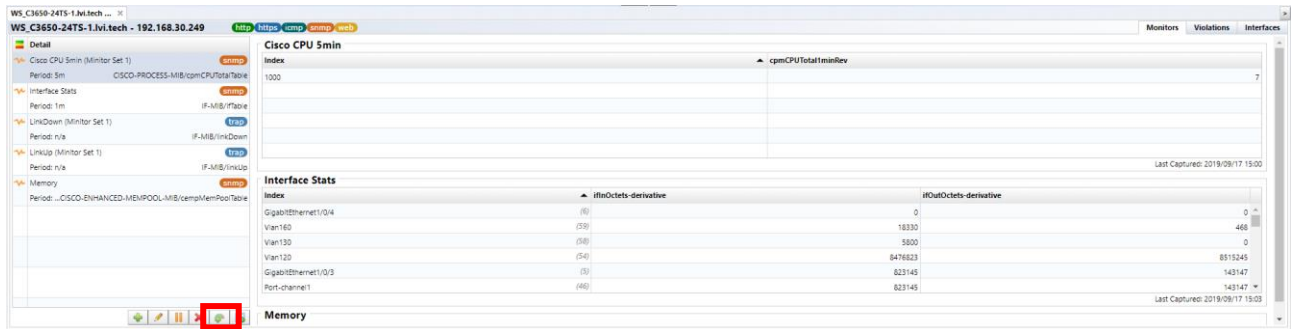 WS_C3650-24TS-1.lvi.tech ... ×
WS_C3650-24TS-1.lvi.tech - 192.168.30.249 http https icmp snmp web Monitors Violations Interfaces
Detail
Cisco CPU 5min (Minitor Set 1) snmp
Period: 5m CISCO-PROCESS-MIB/cpmCPUTotalTable
Interface Stats snmp
Period: 1m IF-MIB/ifTable
LinkDown (Minitor Set 1) trap
Period: n/a IF-MIB/linkDown
LinkUp (Minitor Set 1) trap
Period: n/a IF-MIB/linkUp
Memory snmp
Period: ...CISCO-ENHANCED-MEMPOOL-MIB/cempMemPoolTable
Cisco CPU 5min
Index cpmCPUTotal1minRev
1000 7
Last Captured: 2019/09/17 15:00
Interface Stats
Index ifInOctets-derivative ifOutOctets-derivative
GigabitEthernet1/0/4 (6) 0 0
Vlan160 (59) 18330 468
Vlan130 (58) 5800 0
Vlan120 (54) 8476823 8515245
GigabitEthernet1/0/3 (5) 823145 143147
Port-channel1 (46) 823145 143147
Last Captured: 2019/09/17 15:03
Memory